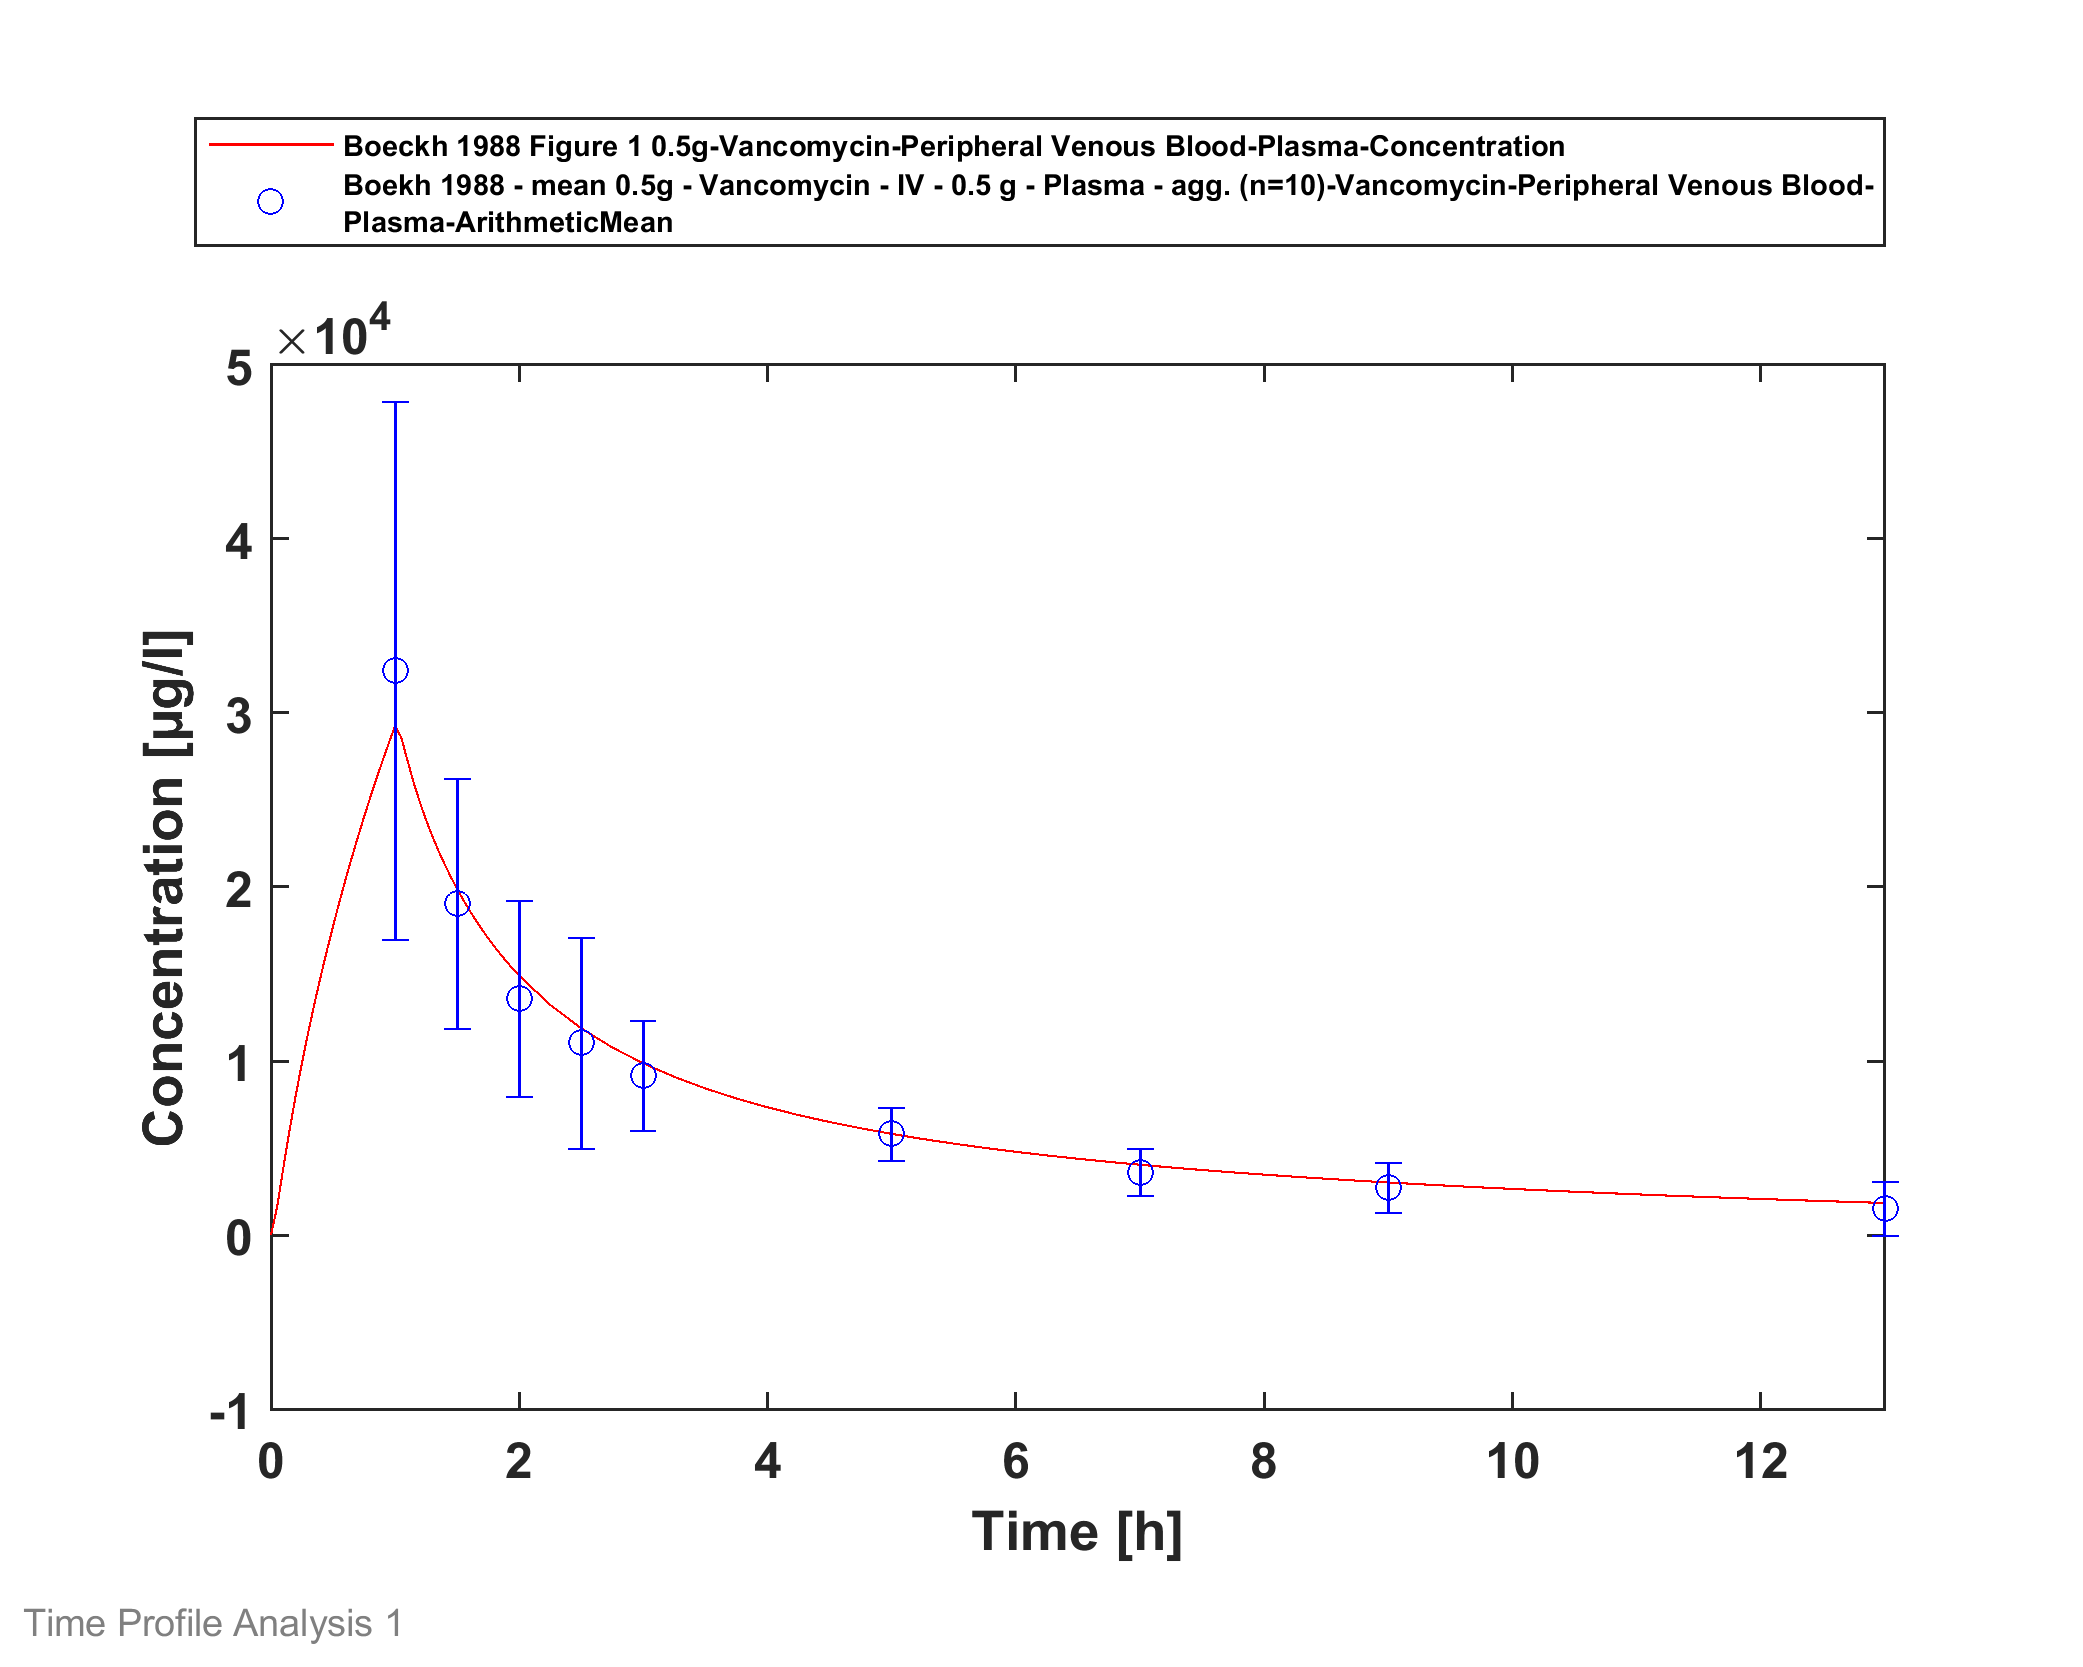 Boeckh 1988 Figure 1 0.5g-Vancomycin-Peripheral Venous Blood-Plasma-Concentration
Boekh 1988 - mean 0.5g - Vancomycin - IV - 0.5 g - Plasma - agg. (n=10)-Vancomycin-Peripheral Venous Blood-
Plasma-ArithmeticMean
×10⁴
5
4
3
2
1
0
-1
Concentration [µg/l]
0 2 4 6 8 10 12
Time [h]
Time Profile Analysis 1